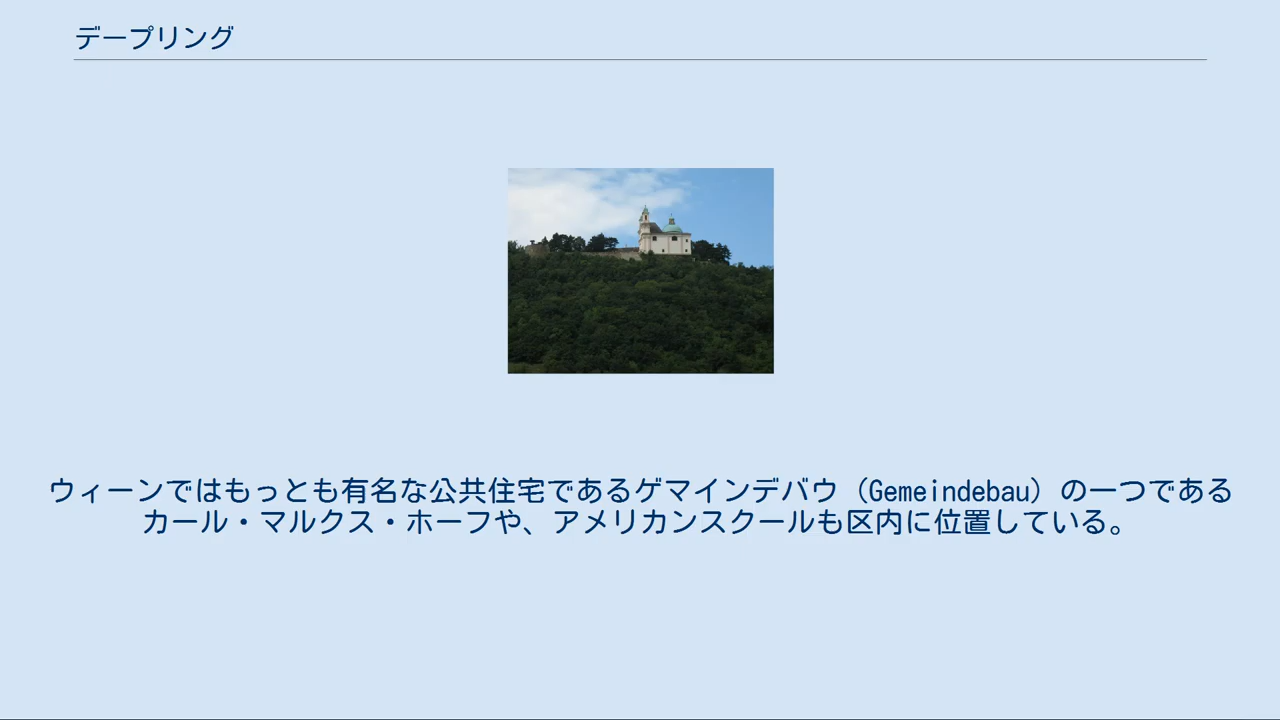 デープリング
ウィーンではもっとも有名な公共住宅であるゲマインデバウ（Gemeindebau）の一つである
カール・マルクス・ホーフや、アメリカンスクールも区内に位置している。